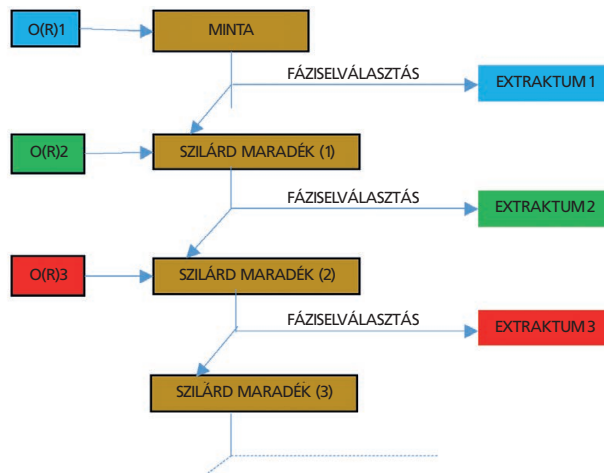 O(R)1
MINTA
FÁZISELVÁLASZTÁS
EXTRAKTUM 1
O(R)2
SZILÁRD MARADÉK (1)
FÁZISELVÁLASZTÁS
EXTRAKTUM 2
O(R)3
SZILÁRD MARADÉK (2)
FÁZISELVÁLASZTÁS
EXTRAKTUM 3
SZILÁRD MARADÉK (3)